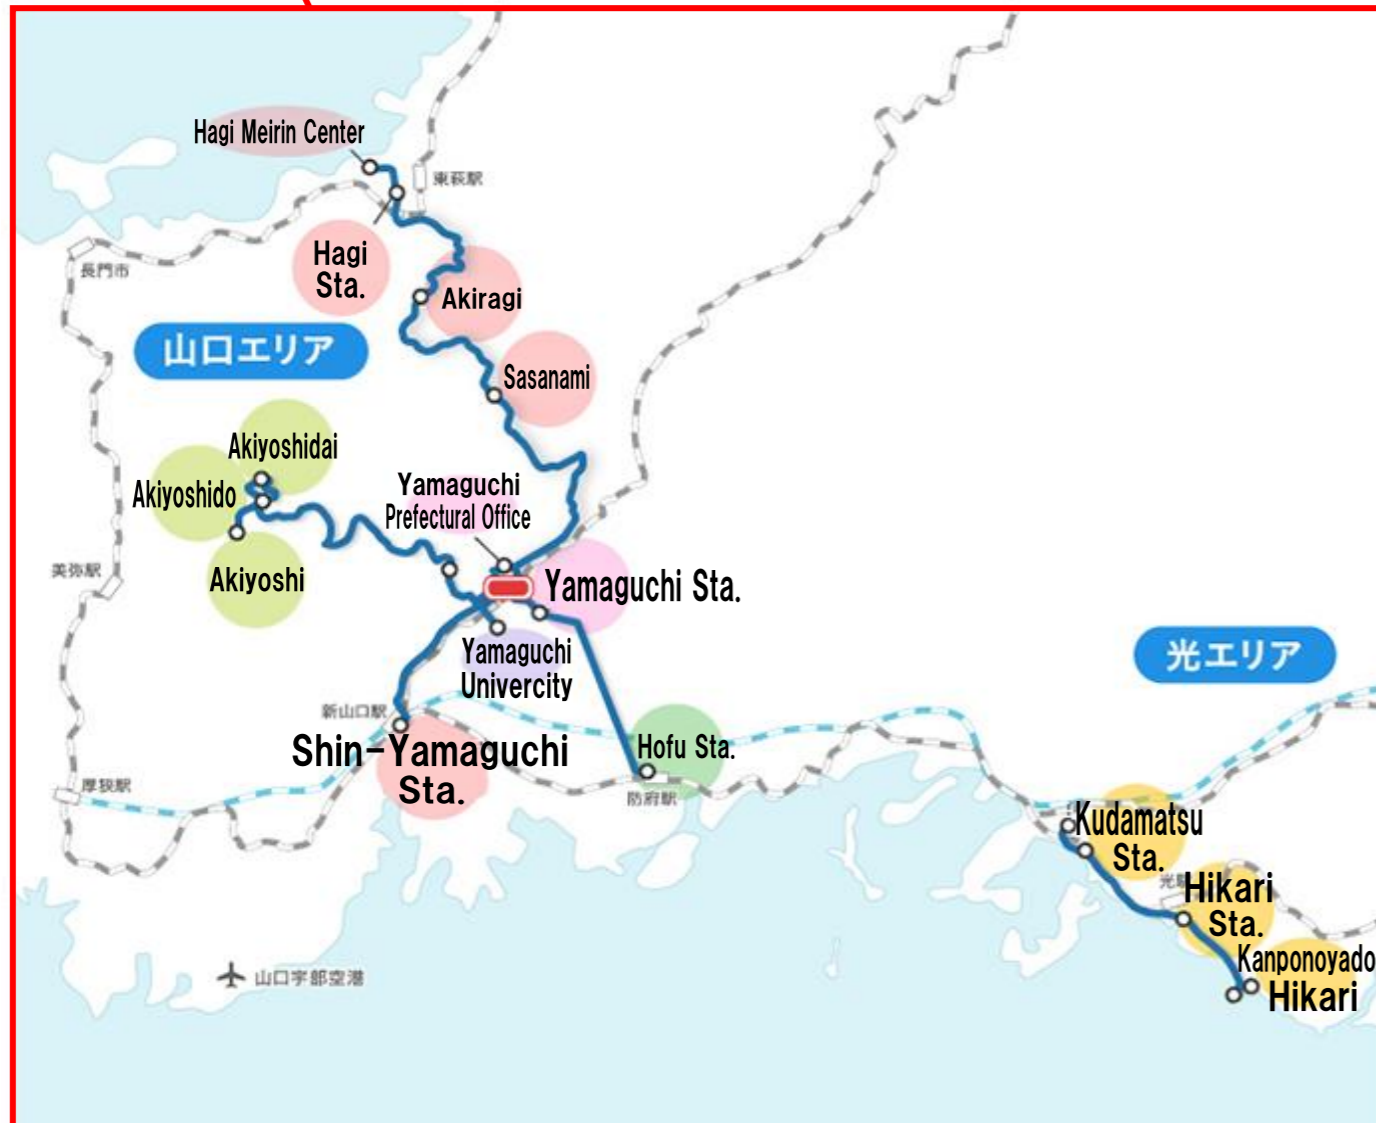 Hagi Meirin Center
東萩駅
Hagi
Sta.
長門市
Akiragi
山口エリア
Sasanami
Akiyoshidai
Akiyoshido
Yamaguchi
Prefectural Office
美弥駅
Akiyoshi
Yamaguchi Sta.
Yamaguchi
Univercity
光エリア
新山口駅
Shin-Yamaguchi
Sta.
Hofu Sta.
厚狭駅
防府駅
Kudamatsu
Sta.
Hikari
Sta.
Kanponoyado
Hikari
山口宇部空港